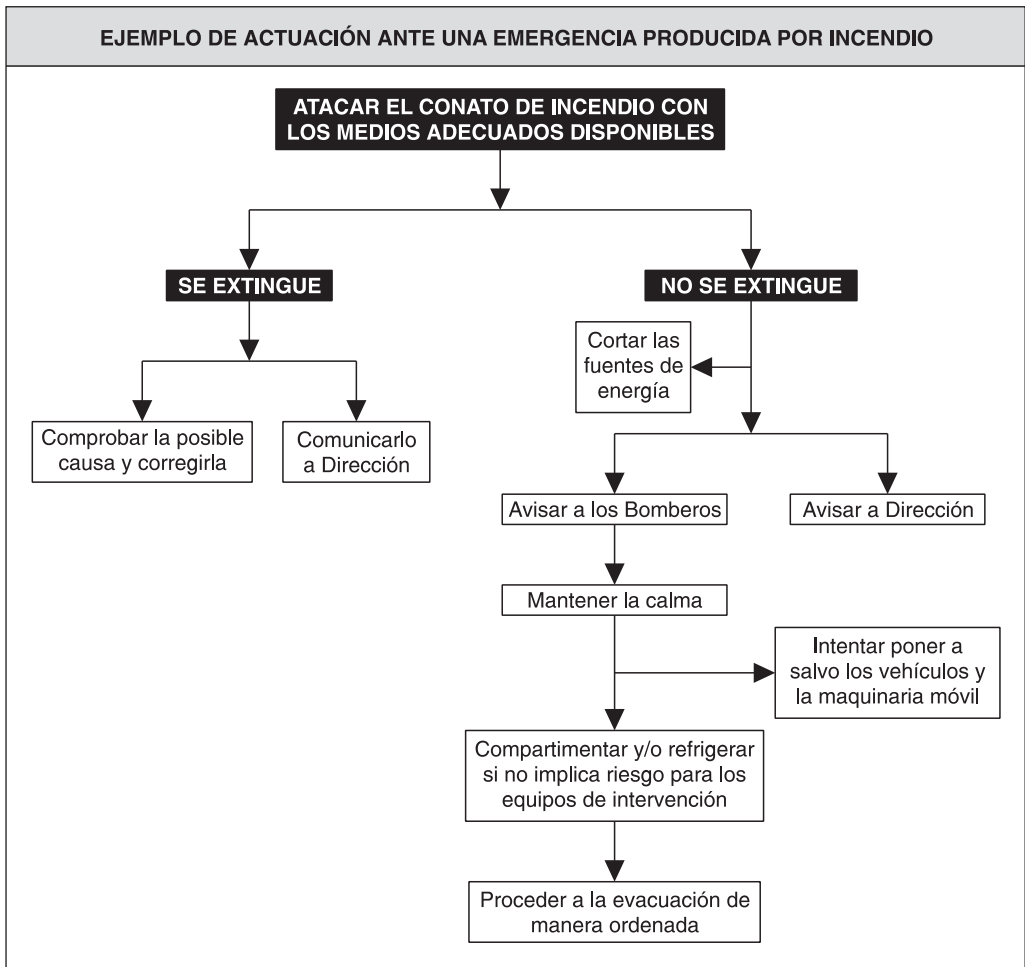 EJEMPLO DE ACTUACIÓN ANTE UNA EMERGENCIA PRODUCIDA POR INCENDIO
ATACAR EL CONATO DE INCENDIO CON
LOS MEDIOS ADECUADOS DISPONIBLES
SE EXTINGUE
NO SE EXTINGUE
Cortar las
fuentes de
energía
Comprobar la posible
causa y corregirla
Comunicarlo
a Dirección
Avisar a los Bomberos
Avisar a Dirección
Mantener la calma
Intentar poner a
salvo los vehículos y
la maquinaria móvil
Compartimentar y/o refrigerar
si no implica riesgo para los
equipos de intervención
Proceder a la evacuación de
manera ordenada